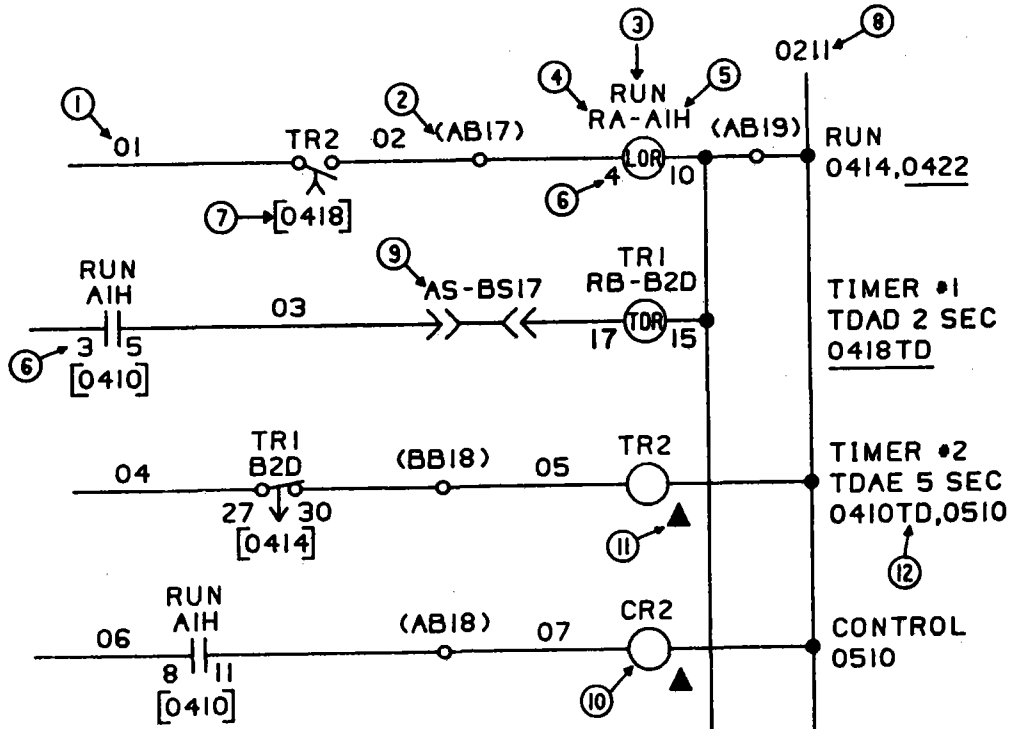 3
8
0211
1
2
4
5
RUN
RA-A1H
01
TR2
02
(AB17)
(AB19)
RUN
LOR
4
10
0414,0422
6
7
[0418]
9
RUN
A1H
03
AS-BS17
TR1
RB-B2D
TIMER #1
TDR
TDAD 2 SEC
17
15
3
5
6
[0410]
0418TD
TR1
B2D
04
(BB18)
05
TR2
TIMER #2
TDAE 5 SEC
27
30
0410TD,0510
[0414]
11
12
RUN
A1H
06
(AB18)
07
CR2
CONTROL
0510
8
11
10
[0410]